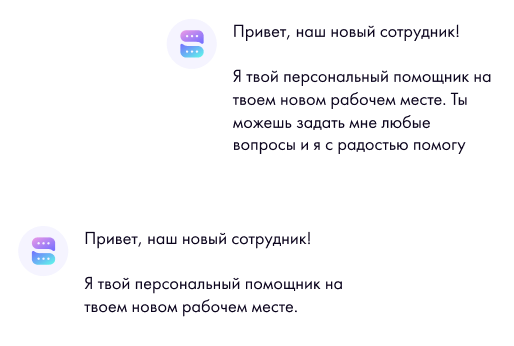 Привет, наш новый сотрудник!
Я твой персональный помощник на
твоем новом рабочем месте. Ты
можешь задать мне любые
вопросы и я с радостью помогу
Привет, наш новый сотрудник!
Я твой персональный помощник на
твоем новом рабочем месте.